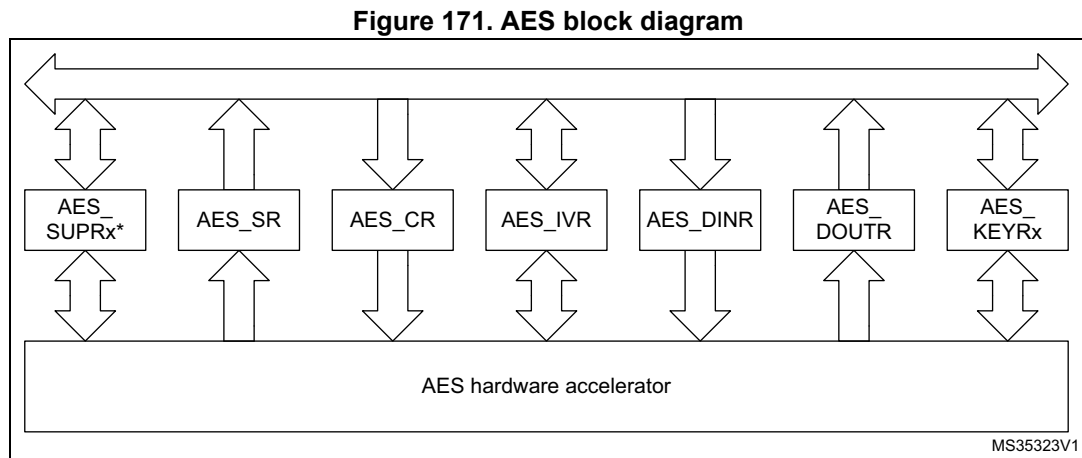 Figure 171. AES block diagram
AES_
SUPRx*
AES_SR
AES_CR
AES_IVR
AES_DINR
AES_
DOUTR
AES_
KEYRx
AES hardware accelerator
MS35323V1